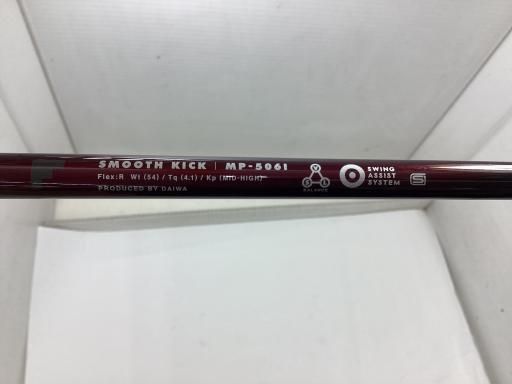 SMOOTH KICK | MP-5061
Flex:R Wt (54) / Tq (4.1) / Kp (MID-HIGH)
PRODUCED BY DAIWA
V
S L
BALANCE
SWING
ASSIST
SYSTEM
S